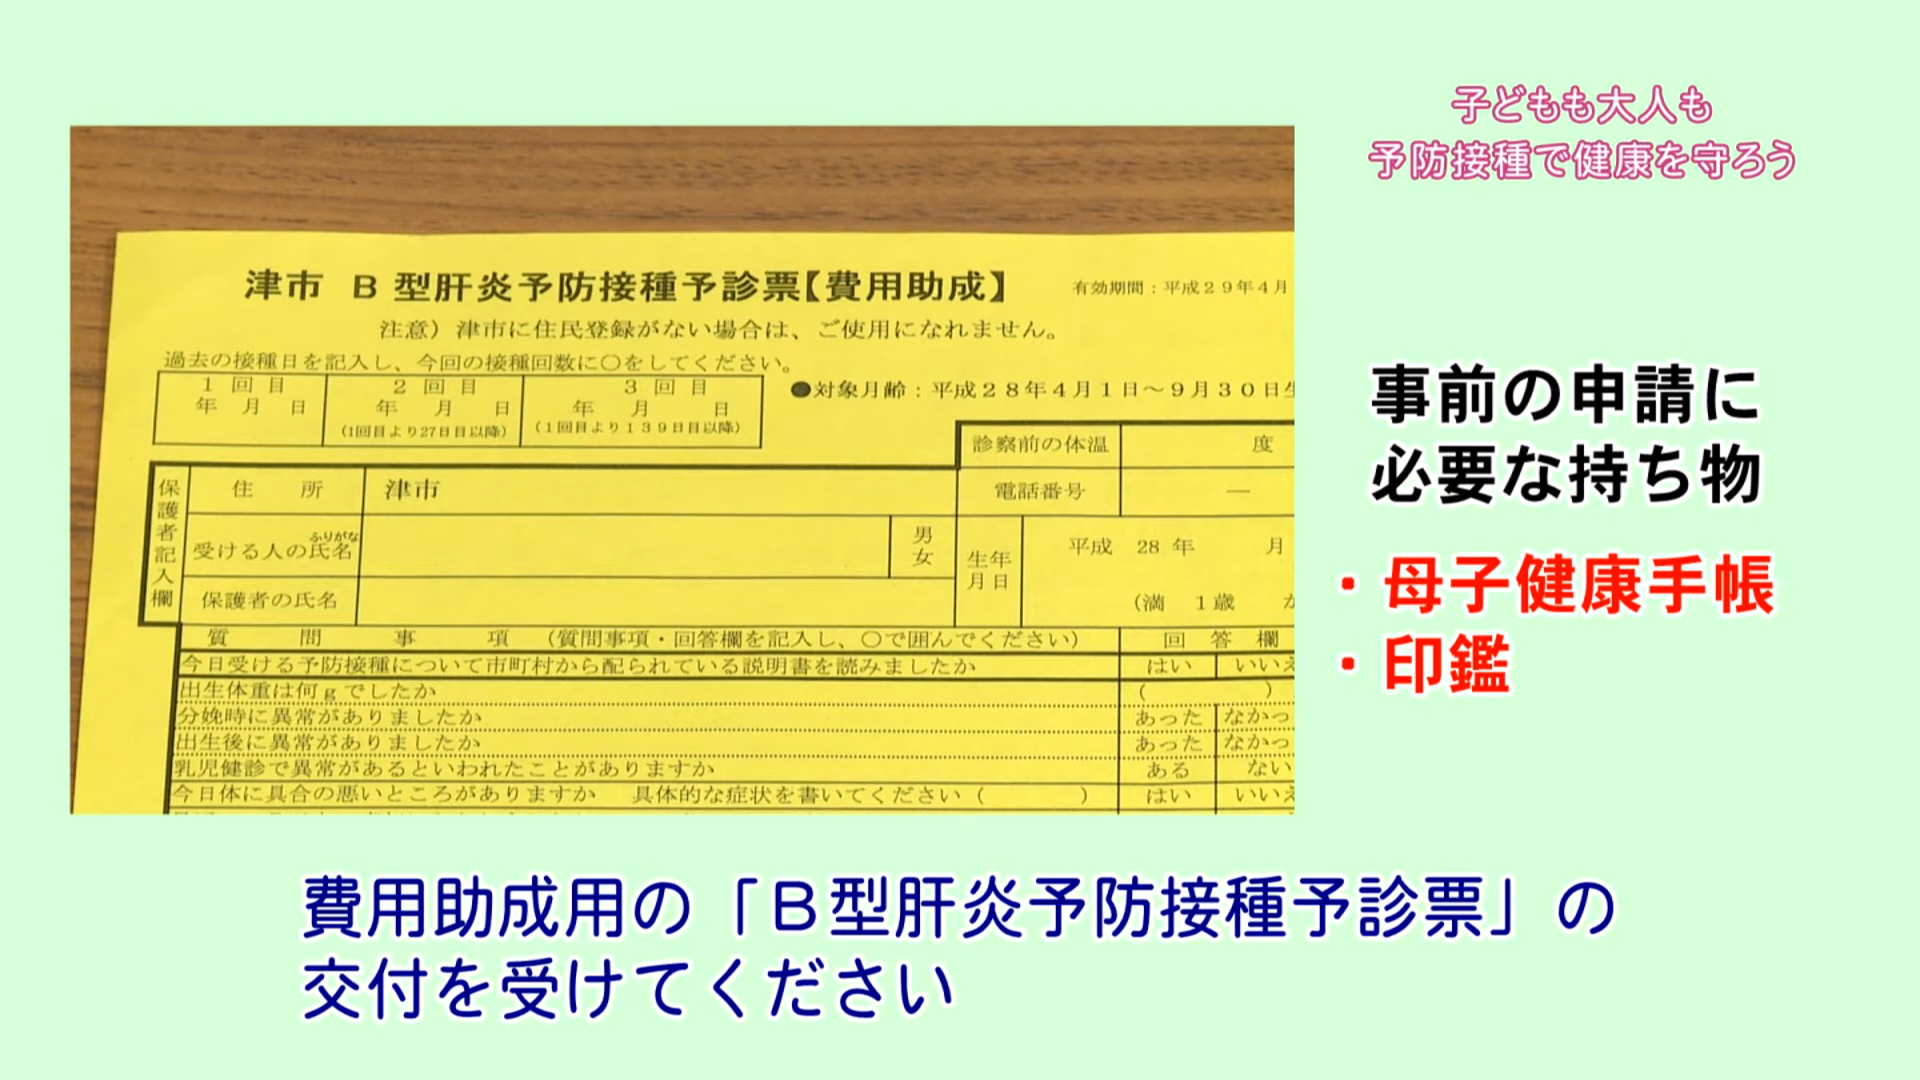 子どもも大人も
予防接種で健康を守ろう
津市 B型肝炎予防接種予診票【費用助成】
有効期間：平成29年4月
注意）津市に住民登録がない場合は、ご使用になれません。
過去の接種日を記入し、今回の接種回数に○をしてください。
1回目 2回目 3回目
年 月 日 年 月 日 年 月 日
(1回目より27日目以降) (1回目より139日目以降)
●対象月齢：平成28年4月1日～9月30日生
診察前の体温 度
保護者記入欄
住所 津市 電話番号 ―
ふりがな
受ける人の氏名 男 女 生年月日 平成 28 年 月
保護者の氏名 (満 1歳 か
質問事項 (質問事項・回答欄を記入し、○で囲んでください) 回答欄
今日受ける予防接種について市町村から配られている説明書を読みましたか はい いいえ
出生体重は何gでしたか ( )
分娩時に異常がありましたか あった なかっ
出生後に異常がありましたか あった なかっ
乳児健診で異常があるといわれたことがありますか ある ない
今日体に具合の悪いところがありますか 具体的な症状を書いてください ( ) はい いいえ
事前の申請に
必要な持ち物
・母子健康手帳
・印鑑
費用助成用の「B型肝炎予防接種予診票」の
交付を受けてください